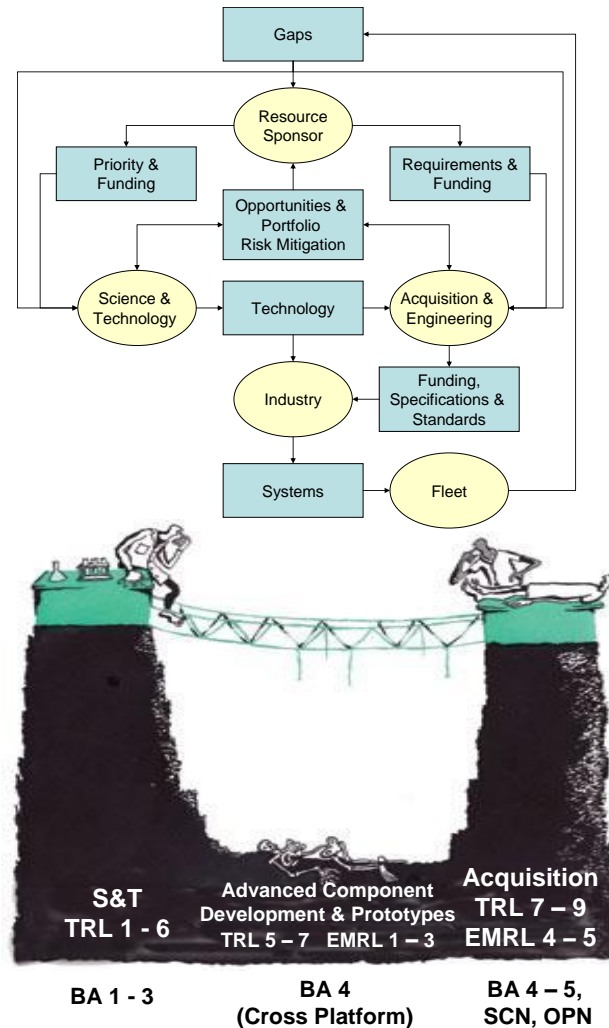 Gaps
Resource
Sponsor
Priority &
Funding
Requirements &
Funding
Opportunities &
Portfolio
Risk Mitigation
Science &
Technology
Technology
Acquisition &
Engineering
Industry
Funding,
Specifications &
Standards
Systems
Fleet
S&T
TRL 1 - 6
Advanced Component
Development & Prototypes
TRL 5 – 7 EMRL 1 – 3
Acquisition
TRL 7 – 9
EMRL 4 – 5
BA 1 - 3
BA 4
(Cross Platform)
BA 4 – 5,
SCN, OPN